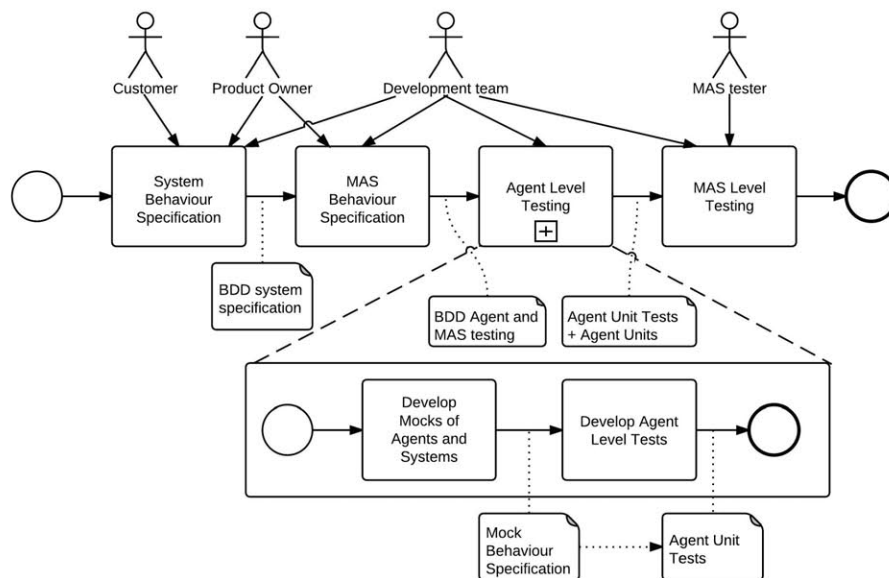 Customer
Product Owner
Development team
MAS tester
System
Behaviour
Specification
MAS
Behaviour
Specification
Agent Level
Testing
MAS Level
Testing
BDD system
specification
BDD Agent and
MAS testing
Agent Unit Tests
+ Agent Units
Develop
Mocks of
Agents and
Systems
Develop Agent
Level Tests
Mock
Behaviour
Specification
Agent Unit
Tests